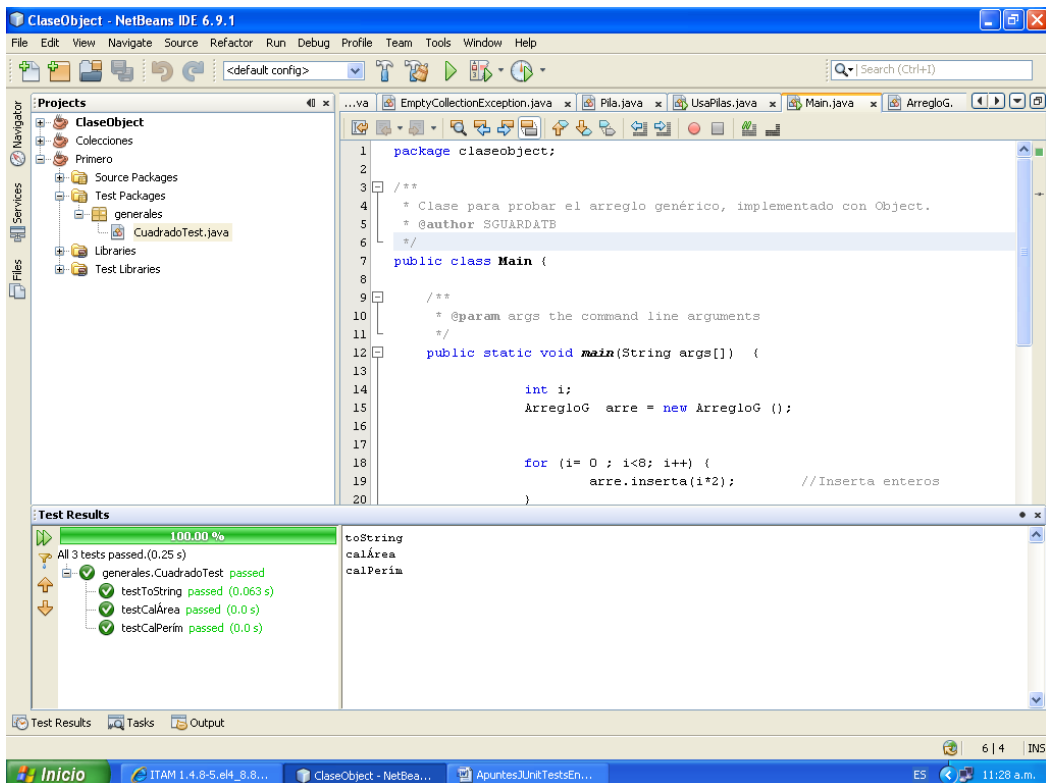 ClaseObject - NetBeans IDE 6.9.1
File Edit View Navigate Source Refactor Run Debug Profile Team Tools Window Help
<default config>
Search (Ctrl+I)
Projects
ClaseObject
Colecciones
Primero
Source Packages
Test Packages
generales
CuadradoTest.java
Libraries
Test Libraries
Navigator
Services
Files
...va EmptyCollectionException.java Pila.java UsaPilas.java Main.java ArregloG.
1 package claseobject;
2
3 /**
4 * Clase para probar el arreglo genérico, implementado con Object.
5 * @author SGUARDATB
6 */
7 public class Main {
8
9 /**
10 * @param args the command line arguments
11 */
12 public static void main(String args[]) {
13
14 int i;
15 ArregloG arre = new ArregloG ();
16
17
18 for (i= 0 ; i<8; i++) {
19 arre.inserta(i*2); //Inserta enteros
20 }
Test Results
100.00 %
All 3 tests passed.(0.25 s)
generales.CuadradoTest passed
testToString passed (0.063 s)
testCalÁrea passed (0.0 s)
testCalPerím passed (0.0 s)
toString
calÁrea
calPerím
Test Results Tasks Output
6|4 INS
Inicio ITAM 1.4.8-5.el4_8.8... ClaseObject - NetBea... ApuntesJUnitTestsEn... ES 11:28 a.m.